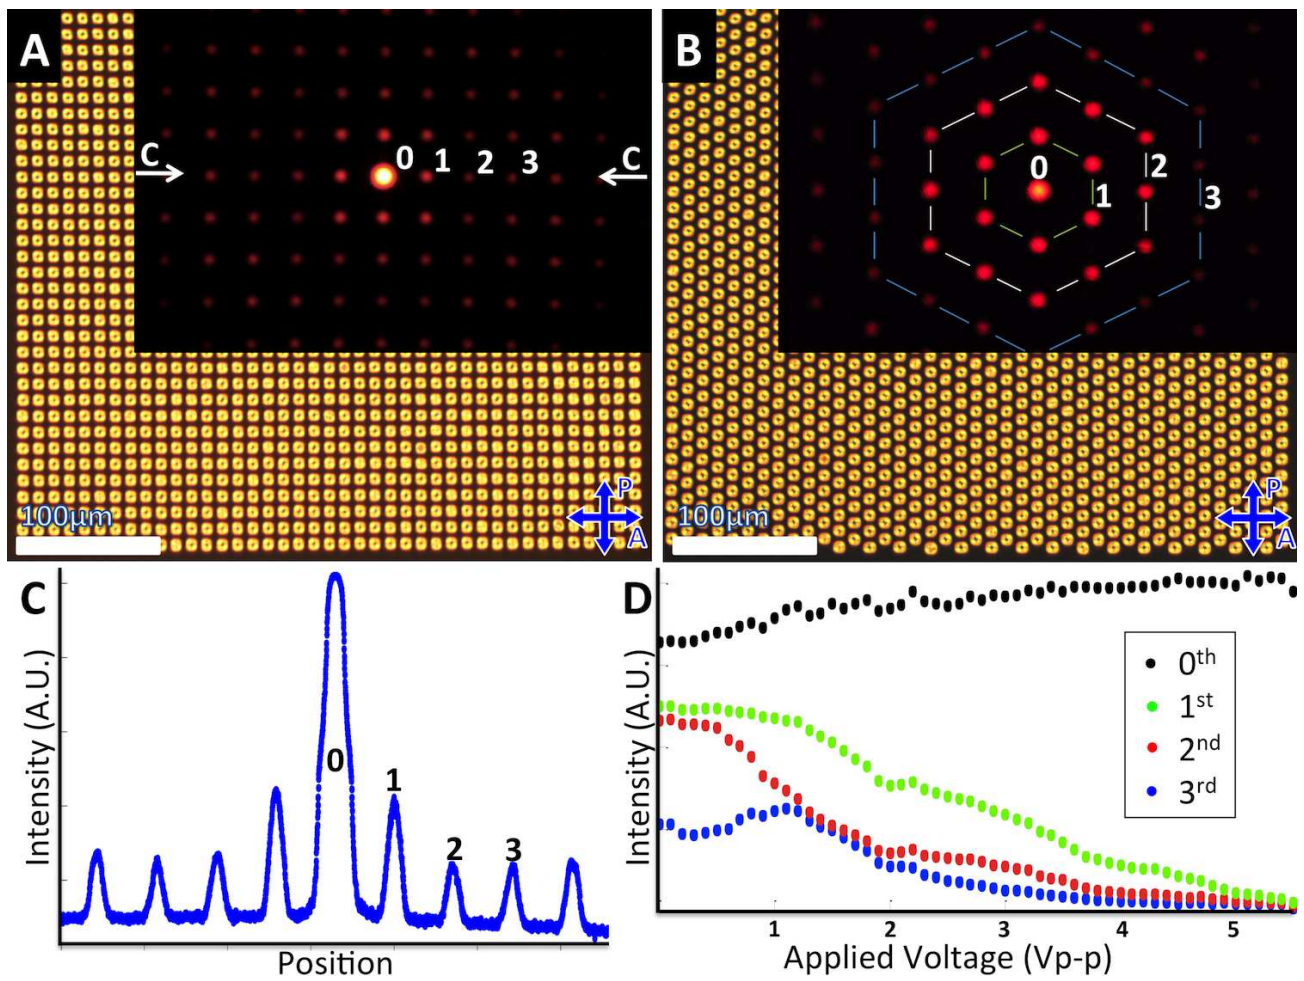 A
C
C
0
1
2
3
100μm
P
A
B
0
1
2
3
100μm
P
A
C
Intensity (A.U.)
0
1
2
3
Position
D
Intensity (A.U.)
0th
1st
2nd
3rd
1 2 3 4 5
Applied Voltage (Vp-p)